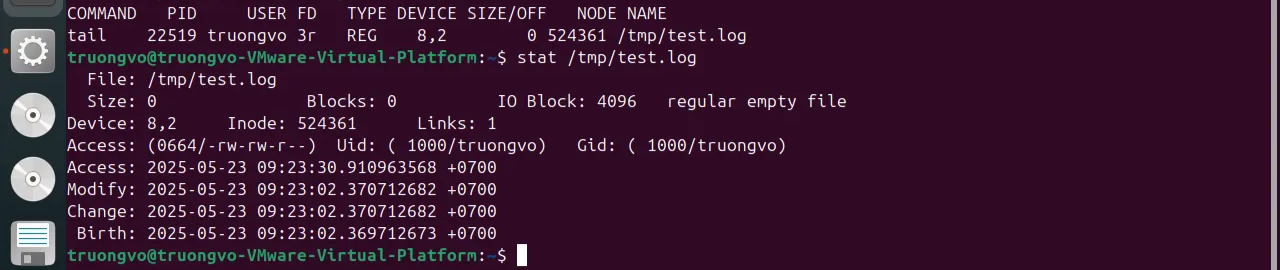 COMMAND   PID     USER FD   TYPE DEVICE SIZE/OFF   NODE NAME
tail    22519 truongvo 3r   REG    8,2        0 524361 /tmp/test.log
truongvo@truongvo-VMware-Virtual-Platform:~$ stat /tmp/test.log
  File: /tmp/test.log
  Size: 0               Blocks: 0          IO Block: 4096   regular empty file
Device: 8,2     Inode: 524361      Links: 1
Access: (0664/-rw-rw-r--)  Uid: ( 1000/truongvo)   Gid: ( 1000/truongvo)
Access: 2025-05-23 09:23:30.910963568 +0700
Modify: 2025-05-23 09:23:02.370712682 +0700
Change: 2025-05-23 09:23:02.370712682 +0700
 Birth: 2025-05-23 09:23:02.369712673 +0700
truongvo@truongvo-VMware-Virtual-Platform:~$